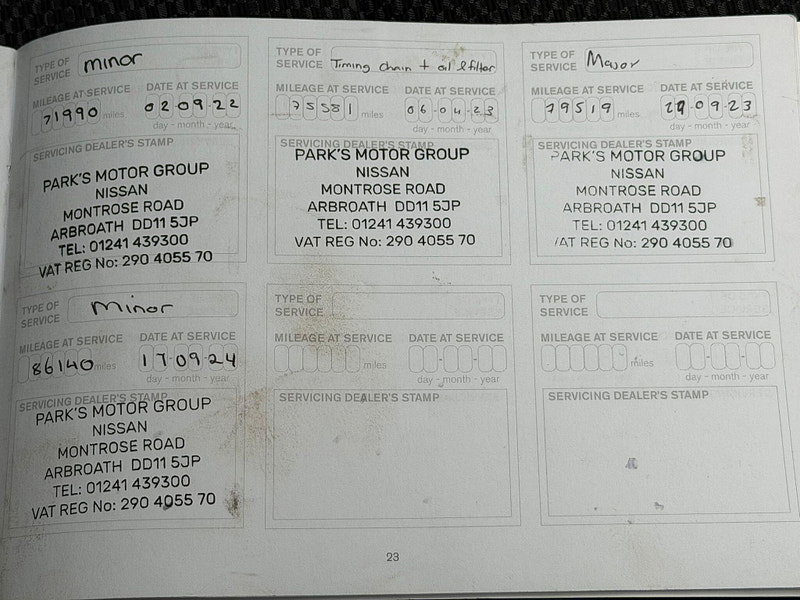 TYPE OF SERVICE Minor
MILEAGE AT SERVICE DATE AT SERVICE
71990 miles 02-09-22
day - month - year
SERVICING DEALER'S STAMP
PARK'S MOTOR GROUP
NISSAN
MONTROSE ROAD
ARBROATH DD11 5JP
TEL: 01241 439300
VAT REG No: 290 4055 70
TYPE OF SERVICE Timing chain + oil & filter
MILEAGE AT SERVICE DATE AT SERVICE
75581 miles 06-04-23
day - month - year
SERVICING DEALER'S STAMP
PARK'S MOTOR GROUP
NISSAN
MONTROSE ROAD
ARBROATH DD11 5JP
TEL: 01241 439300
VAT REG No: 290 4055 70
TYPE OF SERVICE Major
MILEAGE AT SERVICE DATE AT SERVICE
79519 miles 09-23
day - month - year
SERVICING DEALER'S STAMP
PARK'S MOTOR GROUP
NISSAN
MONTROSE ROAD
ARBROATH DD11 5JP
TEL: 01241 439300
VAT REG No: 290 4055 70
TYPE OF SERVICE Minor
MILEAGE AT SERVICE DATE AT SERVICE
86140 miles 17-09-24
day - month - year
SERVICING DEALER'S STAMP
PARK'S MOTOR GROUP
NISSAN
MONTROSE ROAD
ARBROATH DD11 5JP
TEL: 01241 439300
VAT REG No: 290 4055 70
TYPE OF SERVICE
MILEAGE AT SERVICE DATE AT SERVICE
miles
day - month - year
SERVICING DEALER'S STAMP
TYPE OF SERVICE
MILEAGE AT SERVICE DATE AT SERVICE
miles
day - month - year
SERVICING DEALER'S STAMP
23